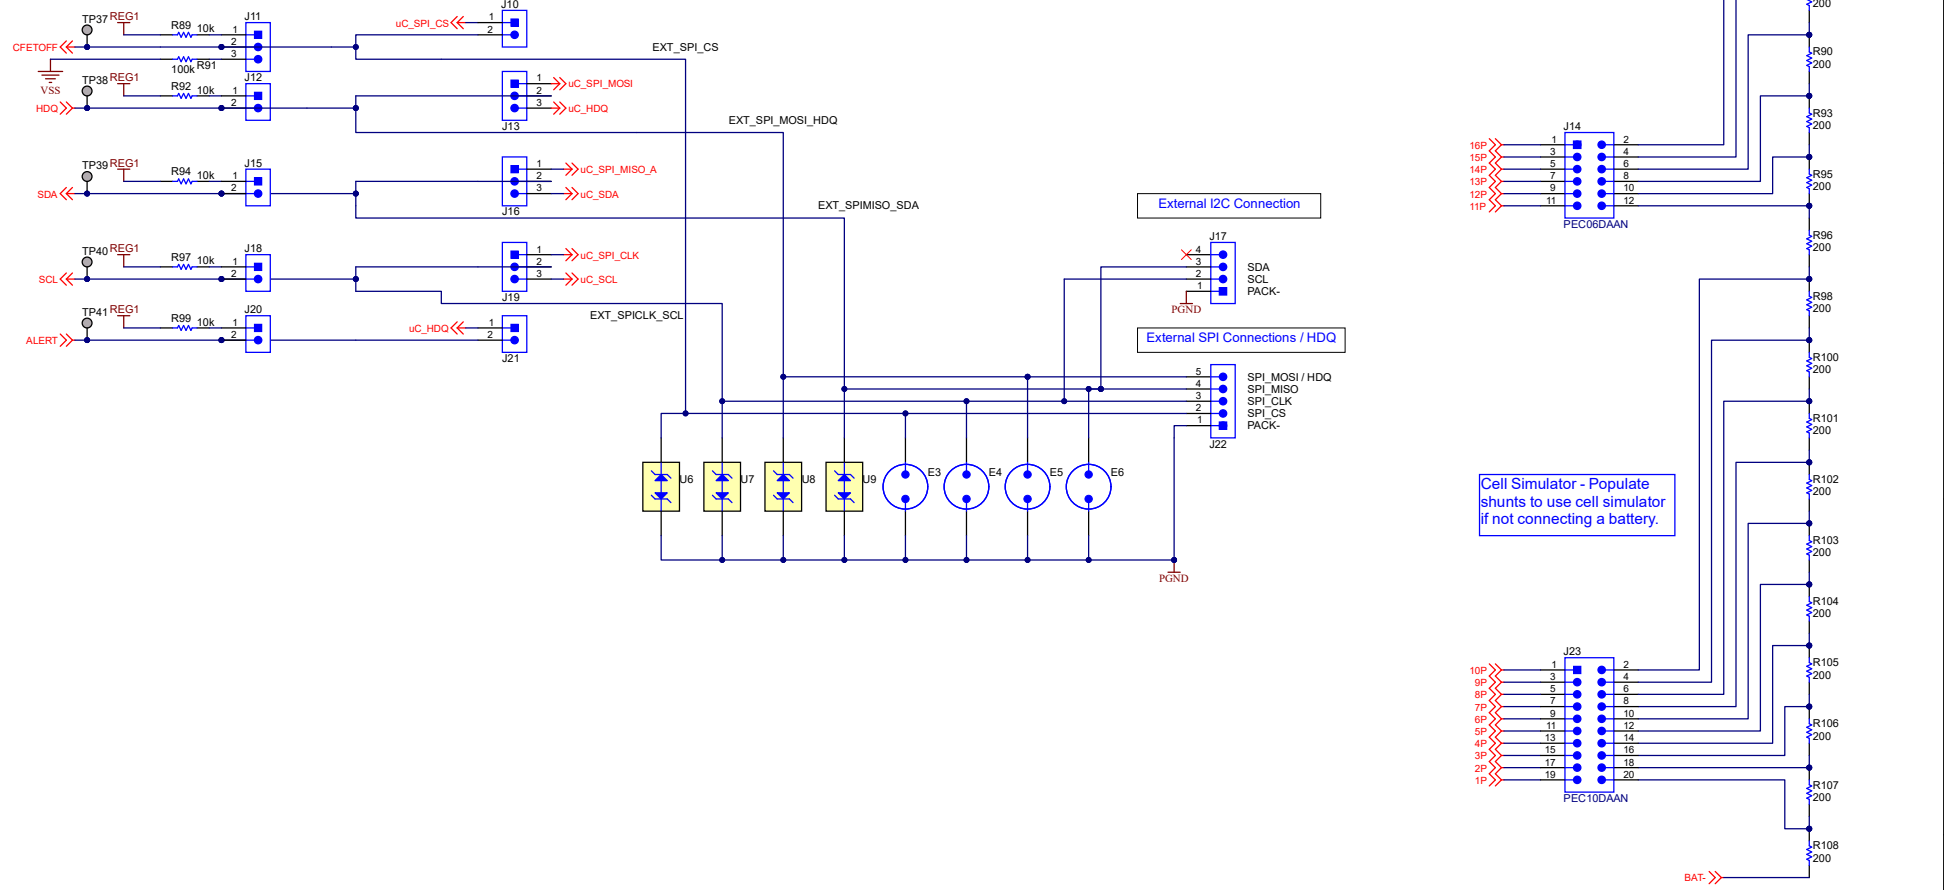 TP37
REG1
R89
10k
J11
1
2
3
CFETOFF
100k
R91
VSS
TP38
REG1
R92
10k
J12
1
2
HDQ
TP39
REG1
R94
10k
J15
1
2
SDA
TP40
REG1
R97
10k
J18
1
2
SCL
TP41
REG1
R99
10k
J20
1
2
ALERT
J10
uC_SPI_CS
1
2
EXT_SPI_CS
1
2
3
uC_SPI_MOSI
uC_HDQ
J13
EXT_SPI_MOSI_HDQ
1
2
3
uC_SPI_MISO_A
uC_SDA
J16
EXT_SPIMISO_SDA
1
2
3
uC_SPI_CLK
uC_SCL
J19
EXT_SPICLK_SCL
uC_HDQ
1
2
J21
External I2C Connection
J17
4
3
2
1
SDA
SCL
PACK-
PGND
External SPI Connections / HDQ
5
4
3
2
1
SPI_MOSI / HDQ
SPI_MISO
SPI_CLK
SPI_CS
PACK-
J22
U6
U7
U8
U9
E3
E4
E5
E6
PGND
J14
16P
15P
14P
13P
12P
11P
1
3
5
7
9
11
2
4
6
8
10
12
PEC06DAAN
Cell Simulator - Populate
shunts to use cell simulator
if not connecting a battery.
J23
10P
9P
8P
7P
6P
5P
4P
3P
2P
1P
1
3
5
7
9
11
13
15
17
19
2
4
6
8
10
12
14
16
18
20
PEC10DAAN
200
R90
200
R93
200
R95
200
R96
200
R98
200
R100
200
R101
200
R102
200
R103
200
R104
200
R105
200
R106
200
R107
200
R108
200
BAT-